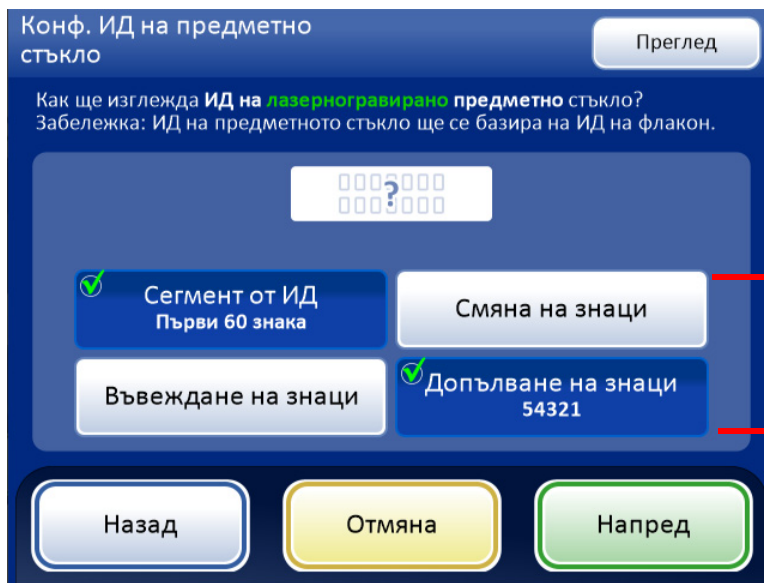 Конф. ИД на предметно
стъкло
Преглед
Как ще изглежда ИД на лазерногравирано предметно стъкло?
Забележка: ИД на предметното стъкло ще се базира на ИД на флакон.
?
Сегмент от ИД
Първи 60 знака
Смяна на знаци
Въвеждане на знаци
Допълване на знаци
54321
Назад
Отмяна
Напред